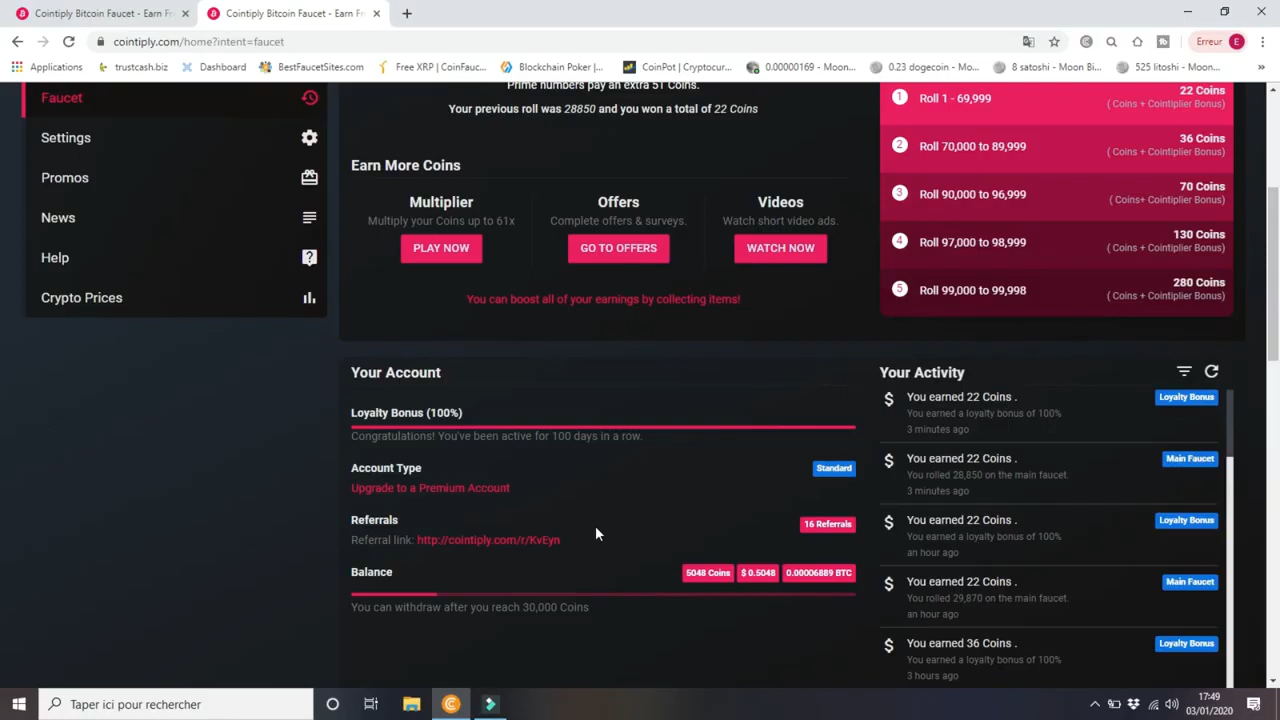 Cointiply Bitcoin Faucet - Earn Fr
Cointiply Bitcoin Faucet - Earn F
cointiply.com/home?intent=faucet
Erreur E
Applications
trustcash.biz
Dashboard
BestFaucetSites.com
Free XRP | CoinFauc...
Blockchain Poker |...
CoinPot | Cryptocur...
0.00000169 - Moon...
0.23 dogecoin - Mo...
8 satoshi - Moon Bi...
525 litoshi - Moon...
Faucet
Settings
Promos
News
Help
Crypto Prices
Prime numbers pay an extra 51 Coins.
Your previous roll was 28850 and you won a total of 22 Coins
Earn More Coins
Multiplier
Multiply your Coins up to 61x
PLAY NOW
Offers
Complete offers & surveys.
GO TO OFFERS
Videos
Watch short video ads.
WATCH NOW
You can boost all of your earnings by collecting items!
1 Roll 1 - 69,999 22 Coins
( Coins + Cointiplier Bonus)
2 Roll 70,000 to 89,999 36 Coins
( Coins + Cointiplier Bonus)
3 Roll 90,000 to 96,999 70 Coins
( Coins+ Cointiplier Bonus)
4 Roll 97,000 to 98,999 130 Coins
( Coins + Cointiplier Bonus)
5 Roll 99,000 to 99,998 280 Coins
( Coins + Cointiplier Bonus)
Your Account
Loyalty Bonus (100%)
Congratulations! You've been active for 100 days in a row.
Account Type Standard
Upgrade to a Premium Account
Referrals 16 Referrals
Referral link: http://cointiply.com/r/KvEyn
Balance 5048 Coins $ 0.5048 0.00006889 BTC
You can withdraw after you reach 30,000 Coins
Your Activity
You earned 22 Coins . Loyalty Bonus
You earned a loyalty bonus of 100%
3 minutes ago
You earned 22 Coins . Main Faucet
You rolled 28,850 on the main faucet.
3 minutes ago
You earned 22 Coins . Loyalty Bonus
You earned a loyalty bonus of 100%
an hour ago
You earned 22 Coins . Main Faucet
You rolled 29,870 on the main faucet.
an hour ago
You earned 36 Coins . Loyalty Bonus
You earned a loyalty bonus of 100%
3 hours ago
Taper ici pour rechercher
17:49
03/01/2020